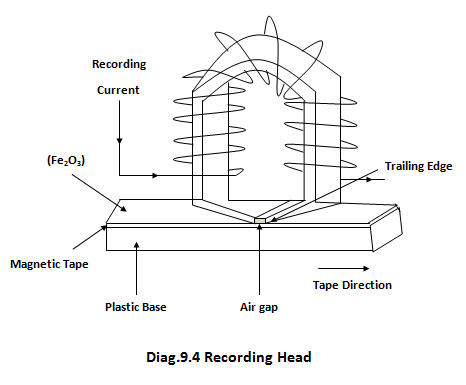 Recording
Current
(Fe₂O₃)
Trailing Edge
Magnetic Tape
Tape Direction
Plastic Base
Air gap
Diag.9.4 Recording Head